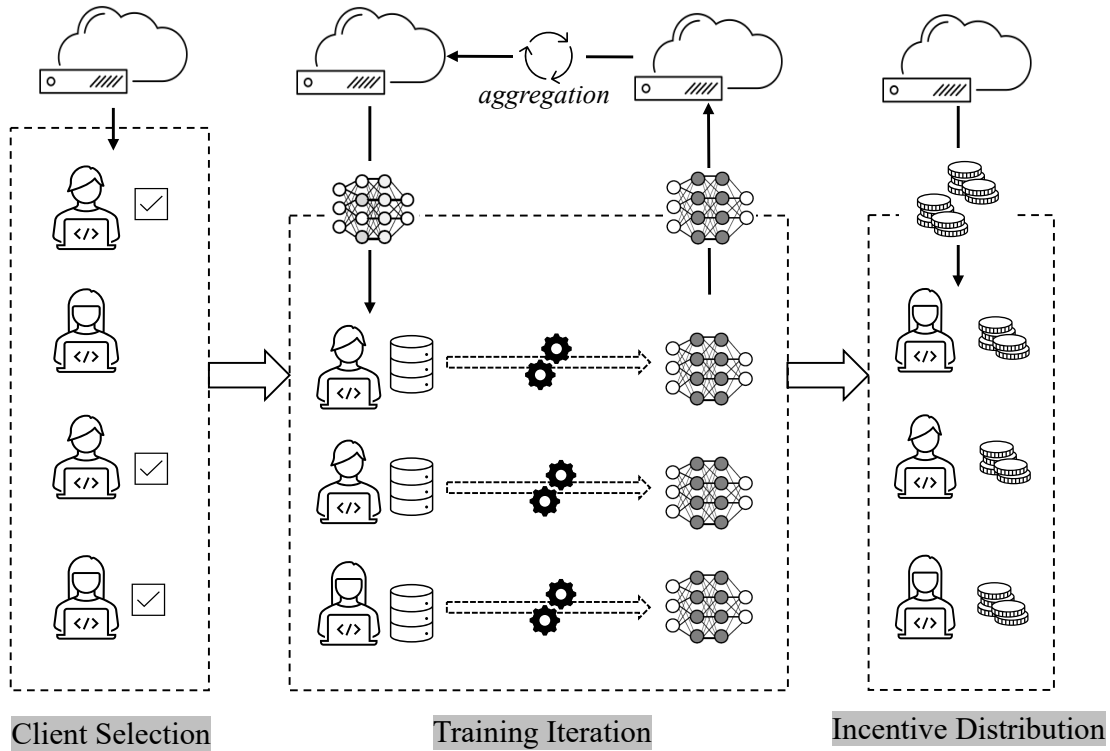 aggregation
</>
</>
</>
</>
</>
</>
</>
</>
</>
</>
Client Selection
Training Iteration
Incentive Distribution